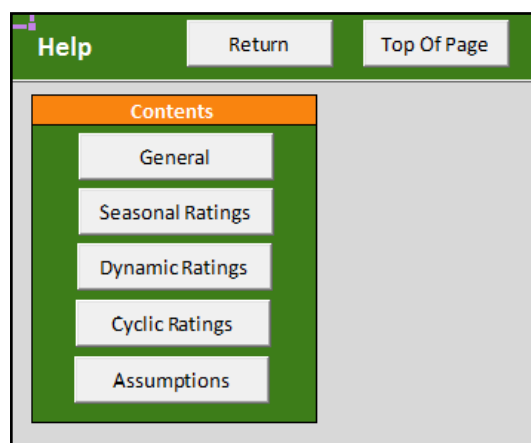 Help
Return
Top Of Page
Contents
General
Seasonal Ratings
Dynamic Ratings
Cyclic Ratings
Assumptions